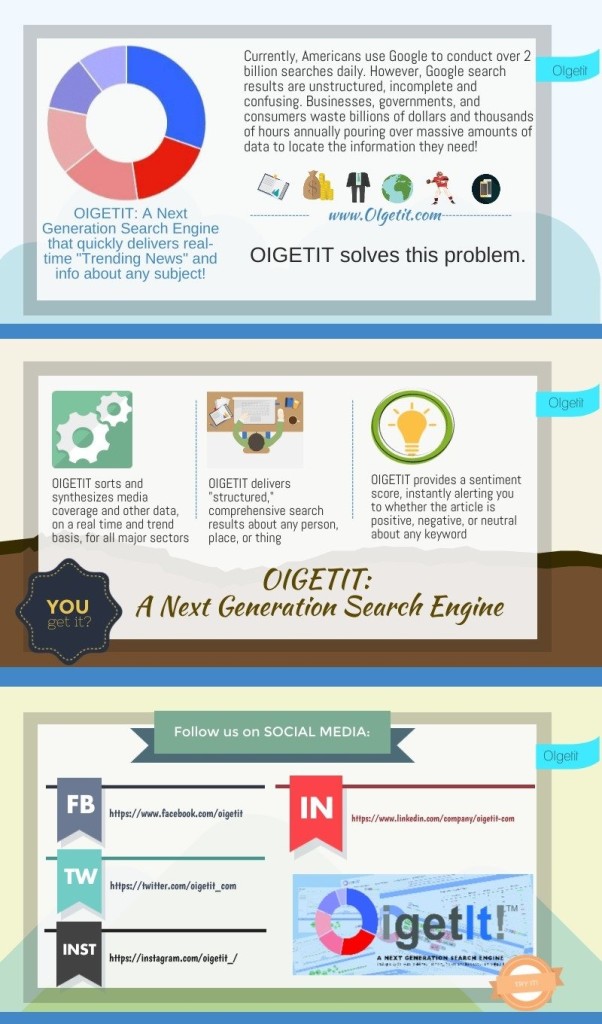 Currently, Americans use Google to conduct over 2
billion searches daily. However, Google search
results are unstructured, incomplete and
confusing. Businesses, governments, and
consumers waste billions of dollars and thousands
of hours annually pouring over massive amounts of
data to locate the information they need!
OIgetit
www.OIgetit.com
OIGETIT: A Next
Generation Search Engine
that quickly delivers real-
time "Trending News" and
info about any subject!
OIGETIT solves this problem.
OIgetit
OIGETIT sorts and
synthesizes media
coverage and other data,
on a real time and trend
basis, for all major sectors
OIGETIT delivers
"structured,"
comprehensive search
results about any person,
place, or thing
OIGETIT provides a sentiment
score, instantly alerting you
to whether the article is
positive, negative, or neutral
about any keyword
YOU
get it?
OIGETIT:
A Next Generation Search Engine
Follow us on SOCIAL MEDIA:
OIgetit
FB
https://www.facebook.com/oigetit
IN
https://www.linkedin.com/company/oigetit-com
TW
https://twitter.com/oigetit_com
INST
https://instagram.com/oigetit_/
OigetIt!™
A NEXT GENERATION SEARCH ENGINE